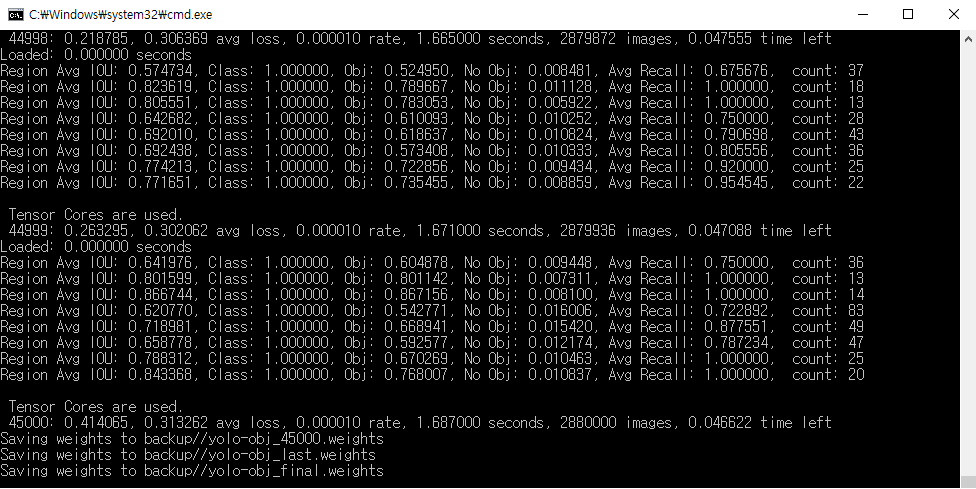 C:₩Windows₩system32₩cmd.exe
44998: 0.218785, 0.306369 avg loss, 0.000010 rate, 1.665000 seconds, 2879872 images, 0.047555 time left
Loaded: 0.000000 seconds
Region Avg IOU: 0.574734, Class: 1.000000, Obj: 0.524950, No Obj: 0.008481, Avg Recall: 0.675676,  count: 37
Region Avg IOU: 0.823619, Class: 1.000000, Obj: 0.789667, No Obj: 0.011128, Avg Recall: 1.000000,  count: 18
Region Avg IOU: 0.805551, Class: 1.000000, Obj: 0.783053, No Obj: 0.005922, Avg Recall: 1.000000,  count: 13
Region Avg IOU: 0.642682, Class: 1.000000, Obj: 0.610093, No Obj: 0.010252, Avg Recall: 0.750000,  count: 28
Region Avg IOU: 0.692010, Class: 1.000000, Obj: 0.618637, No Obj: 0.010824, Avg Recall: 0.790698,  count: 43
Region Avg IOU: 0.692438, Class: 1.000000, Obj: 0.573408, No Obj: 0.010333, Avg Recall: 0.805556,  count: 36
Region Avg IOU: 0.774213, Class: 1.000000, Obj: 0.722856, No Obj: 0.009434, Avg Recall: 0.920000,  count: 25
Region Avg IOU: 0.771651, Class: 1.000000, Obj: 0.735455, No Obj: 0.008859, Avg Recall: 0.954545,  count: 22
Tensor Cores are used.
44999: 0.263295, 0.302062 avg loss, 0.000010 rate, 1.671000 seconds, 2879936 images, 0.047088 time left
Loaded: 0.000000 seconds
Region Avg IOU: 0.641976, Class: 1.000000, Obj: 0.604878, No Obj: 0.009448, Avg Recall: 0.750000,  count: 36
Region Avg IOU: 0.801599, Class: 1.000000, Obj: 0.801142, No Obj: 0.007311, Avg Recall: 1.000000,  count: 13
Region Avg IOU: 0.866744, Class: 1.000000, Obj: 0.867156, No Obj: 0.008100, Avg Recall: 1.000000,  count: 14
Region Avg IOU: 0.620770, Class: 1.000000, Obj: 0.542771, No Obj: 0.016006, Avg Recall: 0.722892,  count: 83
Region Avg IOU: 0.718981, Class: 1.000000, Obj: 0.668941, No Obj: 0.015420, Avg Recall: 0.877551,  count: 49
Region Avg IOU: 0.658778, Class: 1.000000, Obj: 0.592577, No Obj: 0.012174, Avg Recall: 0.787234,  count: 47
Region Avg IOU: 0.788312, Class: 1.000000, Obj: 0.670269, No Obj: 0.010463, Avg Recall: 1.000000,  count: 25
Region Avg IOU: 0.843368, Class: 1.000000, Obj: 0.768007, No Obj: 0.010837, Avg Recall: 1.000000,  count: 20
Tensor Cores are used.
45000: 0.414065, 0.313262 avg loss, 0.000010 rate, 1.687000 seconds, 2880000 images, 0.046622 time left
Saving weights to backup//yolo-obj_45000.weights
Saving weights to backup//yolo-obj_last.weights
Saving weights to backup//yolo-obj_final.weights